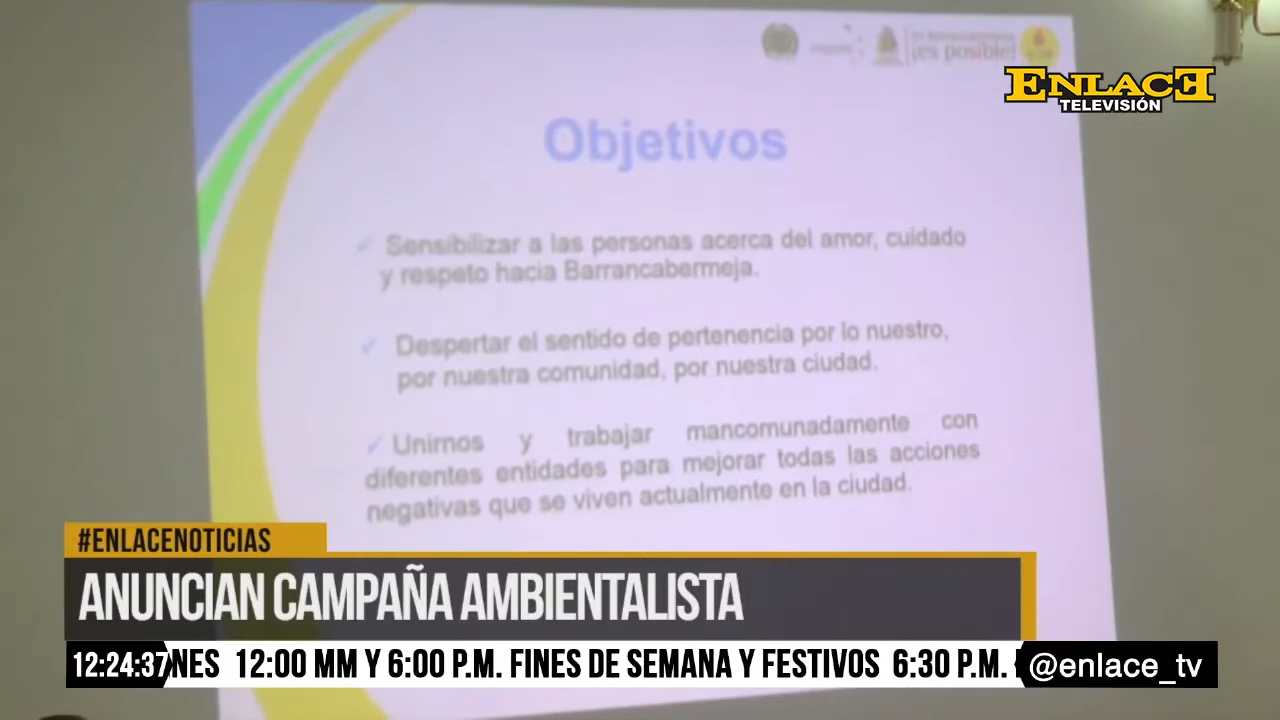 ¡es posible!
ENLACE
TELEVISIÓN
Objetivos
✓ Sensibilizar a las personas acerca del amor, cuidado
y respeto hacia Barrancabermeja.
✓ Despertar el sentido de pertenencia por lo nuestro,
por nuestra comunidad, por nuestra ciudad.
✓ Unirnos y trabajar mancomunadamente con
diferentes entidades para mejorar todas las acciones
negativas que se viven actualmente en la ciudad.
#ENLACENOTICIAS
ANUNCIAN CAMPAÑA AMBIENTALISTA
12:24:37 NES 12:00 MM Y 6:00 P.M. FINES DE SEMANA Y FESTIVOS 6:30 P.M. @enlace_tv